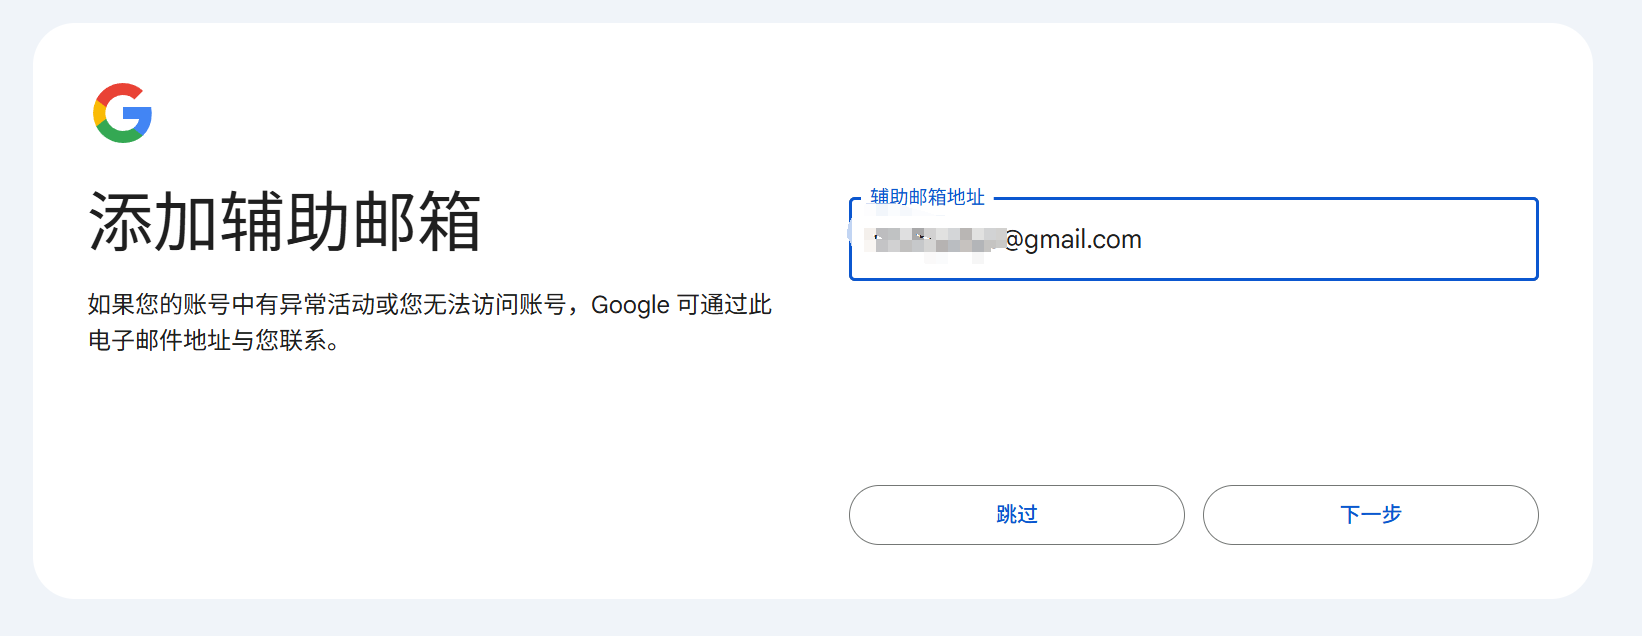 添加辅助邮箱
如果您的账号中有异常活动或您无法访问账号，Google 可通过此
电子邮件地址与您联系。
辅助邮箱地址
@gmail.com
跳过
下一步